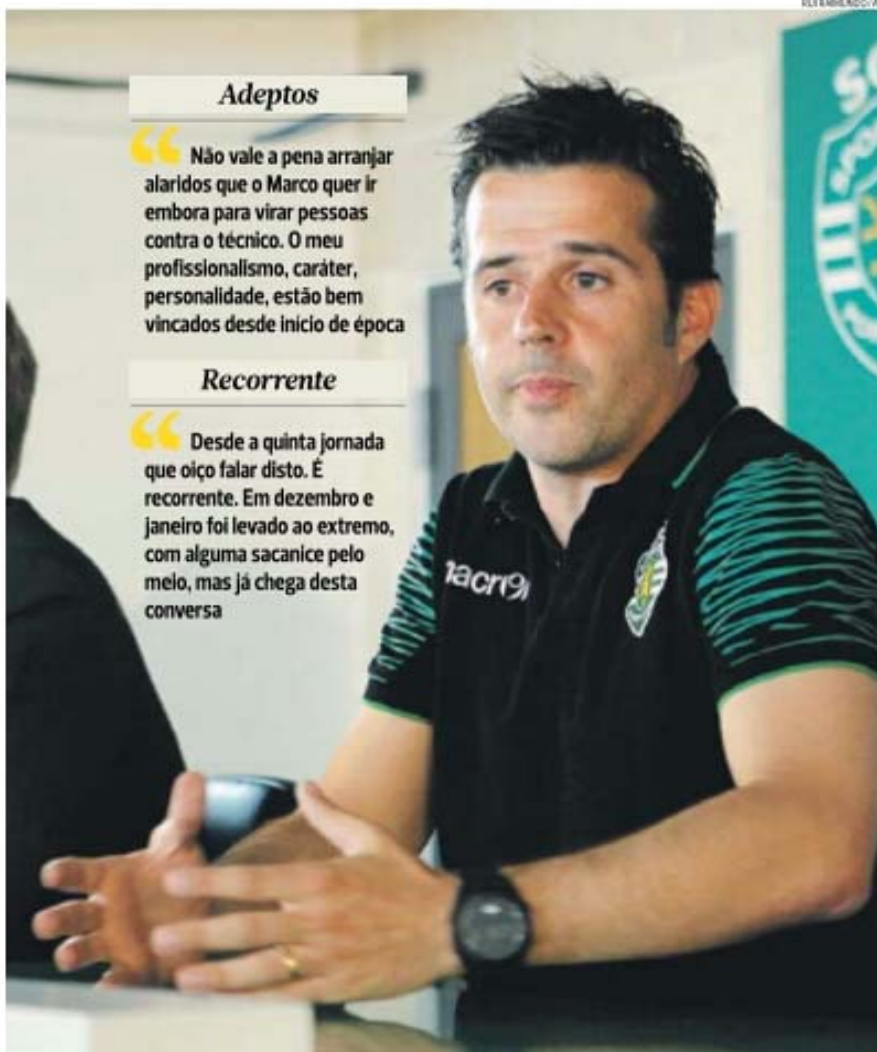 Adeptos
“ Não vale a pena arranjar
alaridos que o Marco quer ir
embora para virar pessoas
contra o técnico. O meu
profissionalismo, caráter,
personalidade, estão bem
vincados desde início de época
Recorrente
“ Desde a quinta jornada
que oiço falar disto. É
recorrente. Em dezembro e
janeiro foi levado ao extremo,
com alguma sacanice pelo
meio, mas já chega desta
conversa
macron